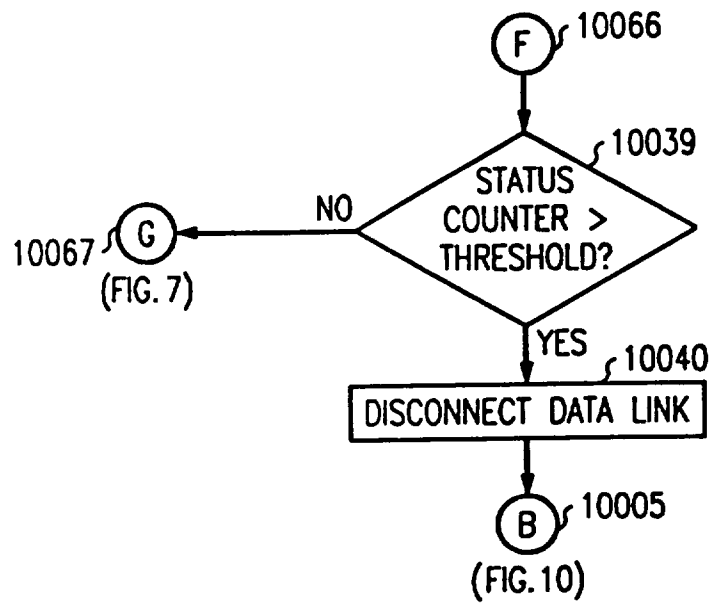 F
10066
10039
STATUS
COUNTER >
THRESHOLD?
NO
G
10067
(FIG. 7)
YES
10040
DISCONNECT DATA LINK
B
10005
(FIG. 10)